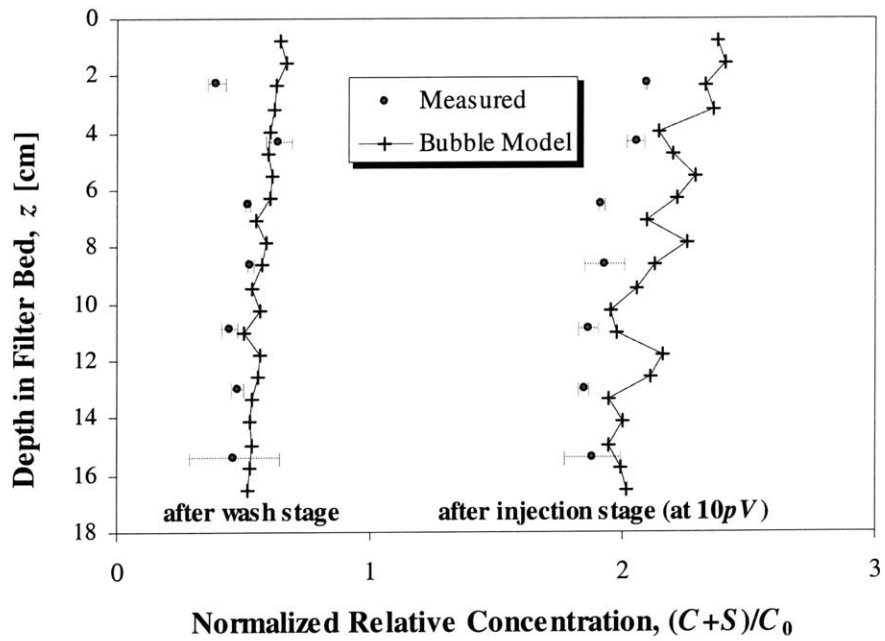 0
2
4
6
8
10
12
14
16
18
Depth in Filter Bed, z [cm]
Measured
Bubble Model
after wash stage
after injection stage (at 10pV)
0
1
2
3
Normalized Relative Concentration, (C+S)/C₀